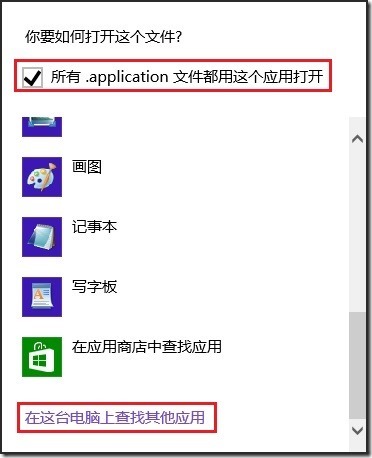 你要如何打开这个文件?
所有 .application 文件都用这个应用打开
画图
记事本
写字板
在应用商店中查找应用
在这台电脑上查找其他应用